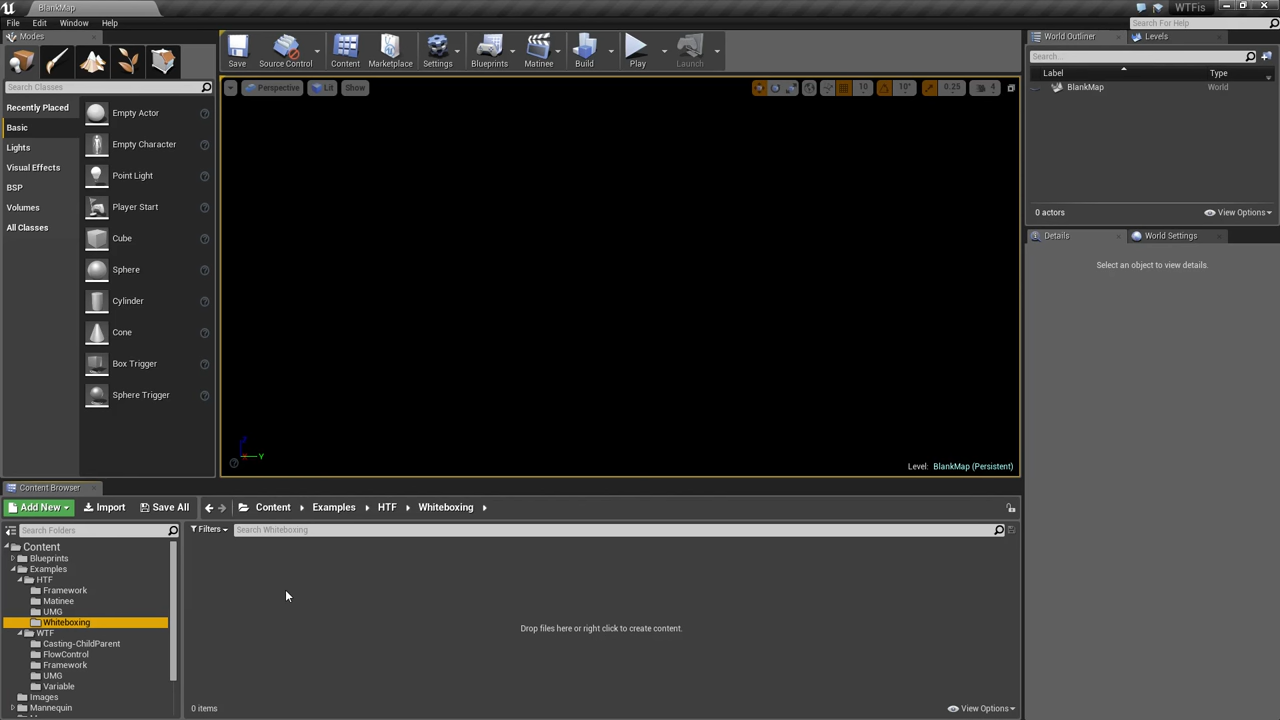 BlankMap
WTFis
File Edit Window Help
Search For Help
Modes
Search Classes
Recently Placed
Basic
Lights
Visual Effects
BSP
Volumes
All Classes
Empty Actor
Empty Character
Point Light
Player Start
Cube
Sphere
Cylinder
Cone
Box Trigger
Sphere Trigger
Save Source Control Content Marketplace Settings Blueprints Matinee Build Play Launch
Perspective Lit Show
10 10° 0.25 4
Z
Y
Level: BlankMap (Persistent)
World Outliner Levels
Search...
Label Type
BlankMap World
0 actors View Options
Details World Settings
Select an object to view details.
Content Browser
Add New Import Save All Content Examples HTF Whiteboxing
Search Folders
Filters Search Whiteboxing
Content
Blueprints
Examples
HTF
Framework
Matinee
UMG
Whiteboxing
WTF
Casting-ChildParent
FlowControl
Framework
UMG
Variable
Images
Mannequin
Drop files here or right click to create content.
0 items View Options